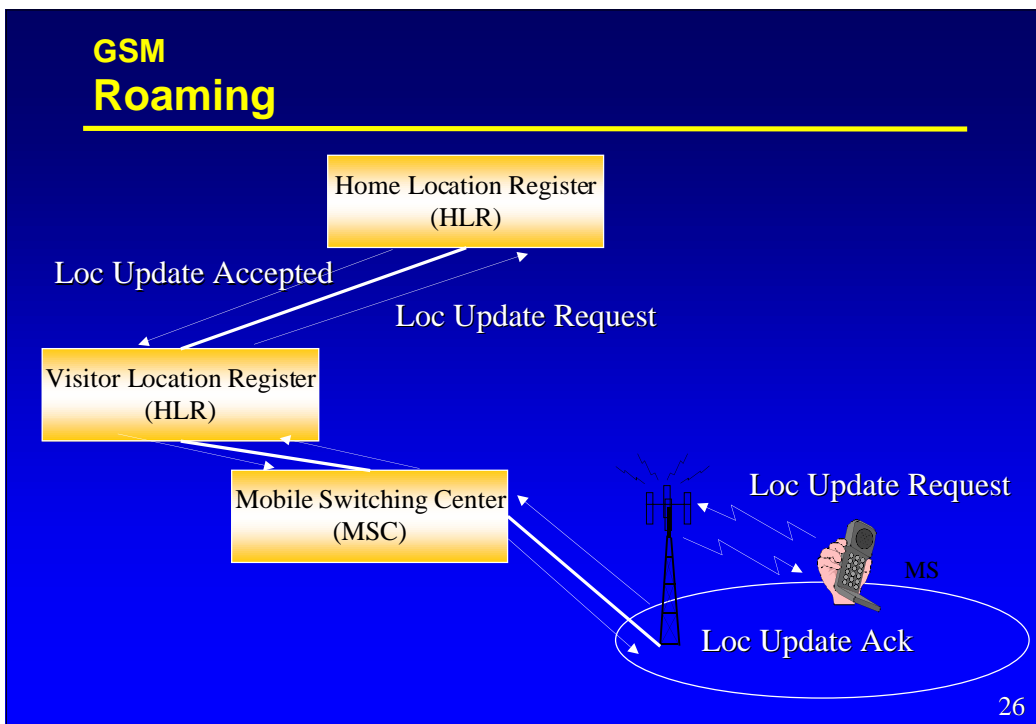 GSM
Roaming
Home Location Register
(HLR)
Loc Update Accepted
Loc Update Request
Visitor Location Register
(HLR)
Mobile Switching Center
(MSC)
Loc Update Request
MS
Loc Update Ack
26